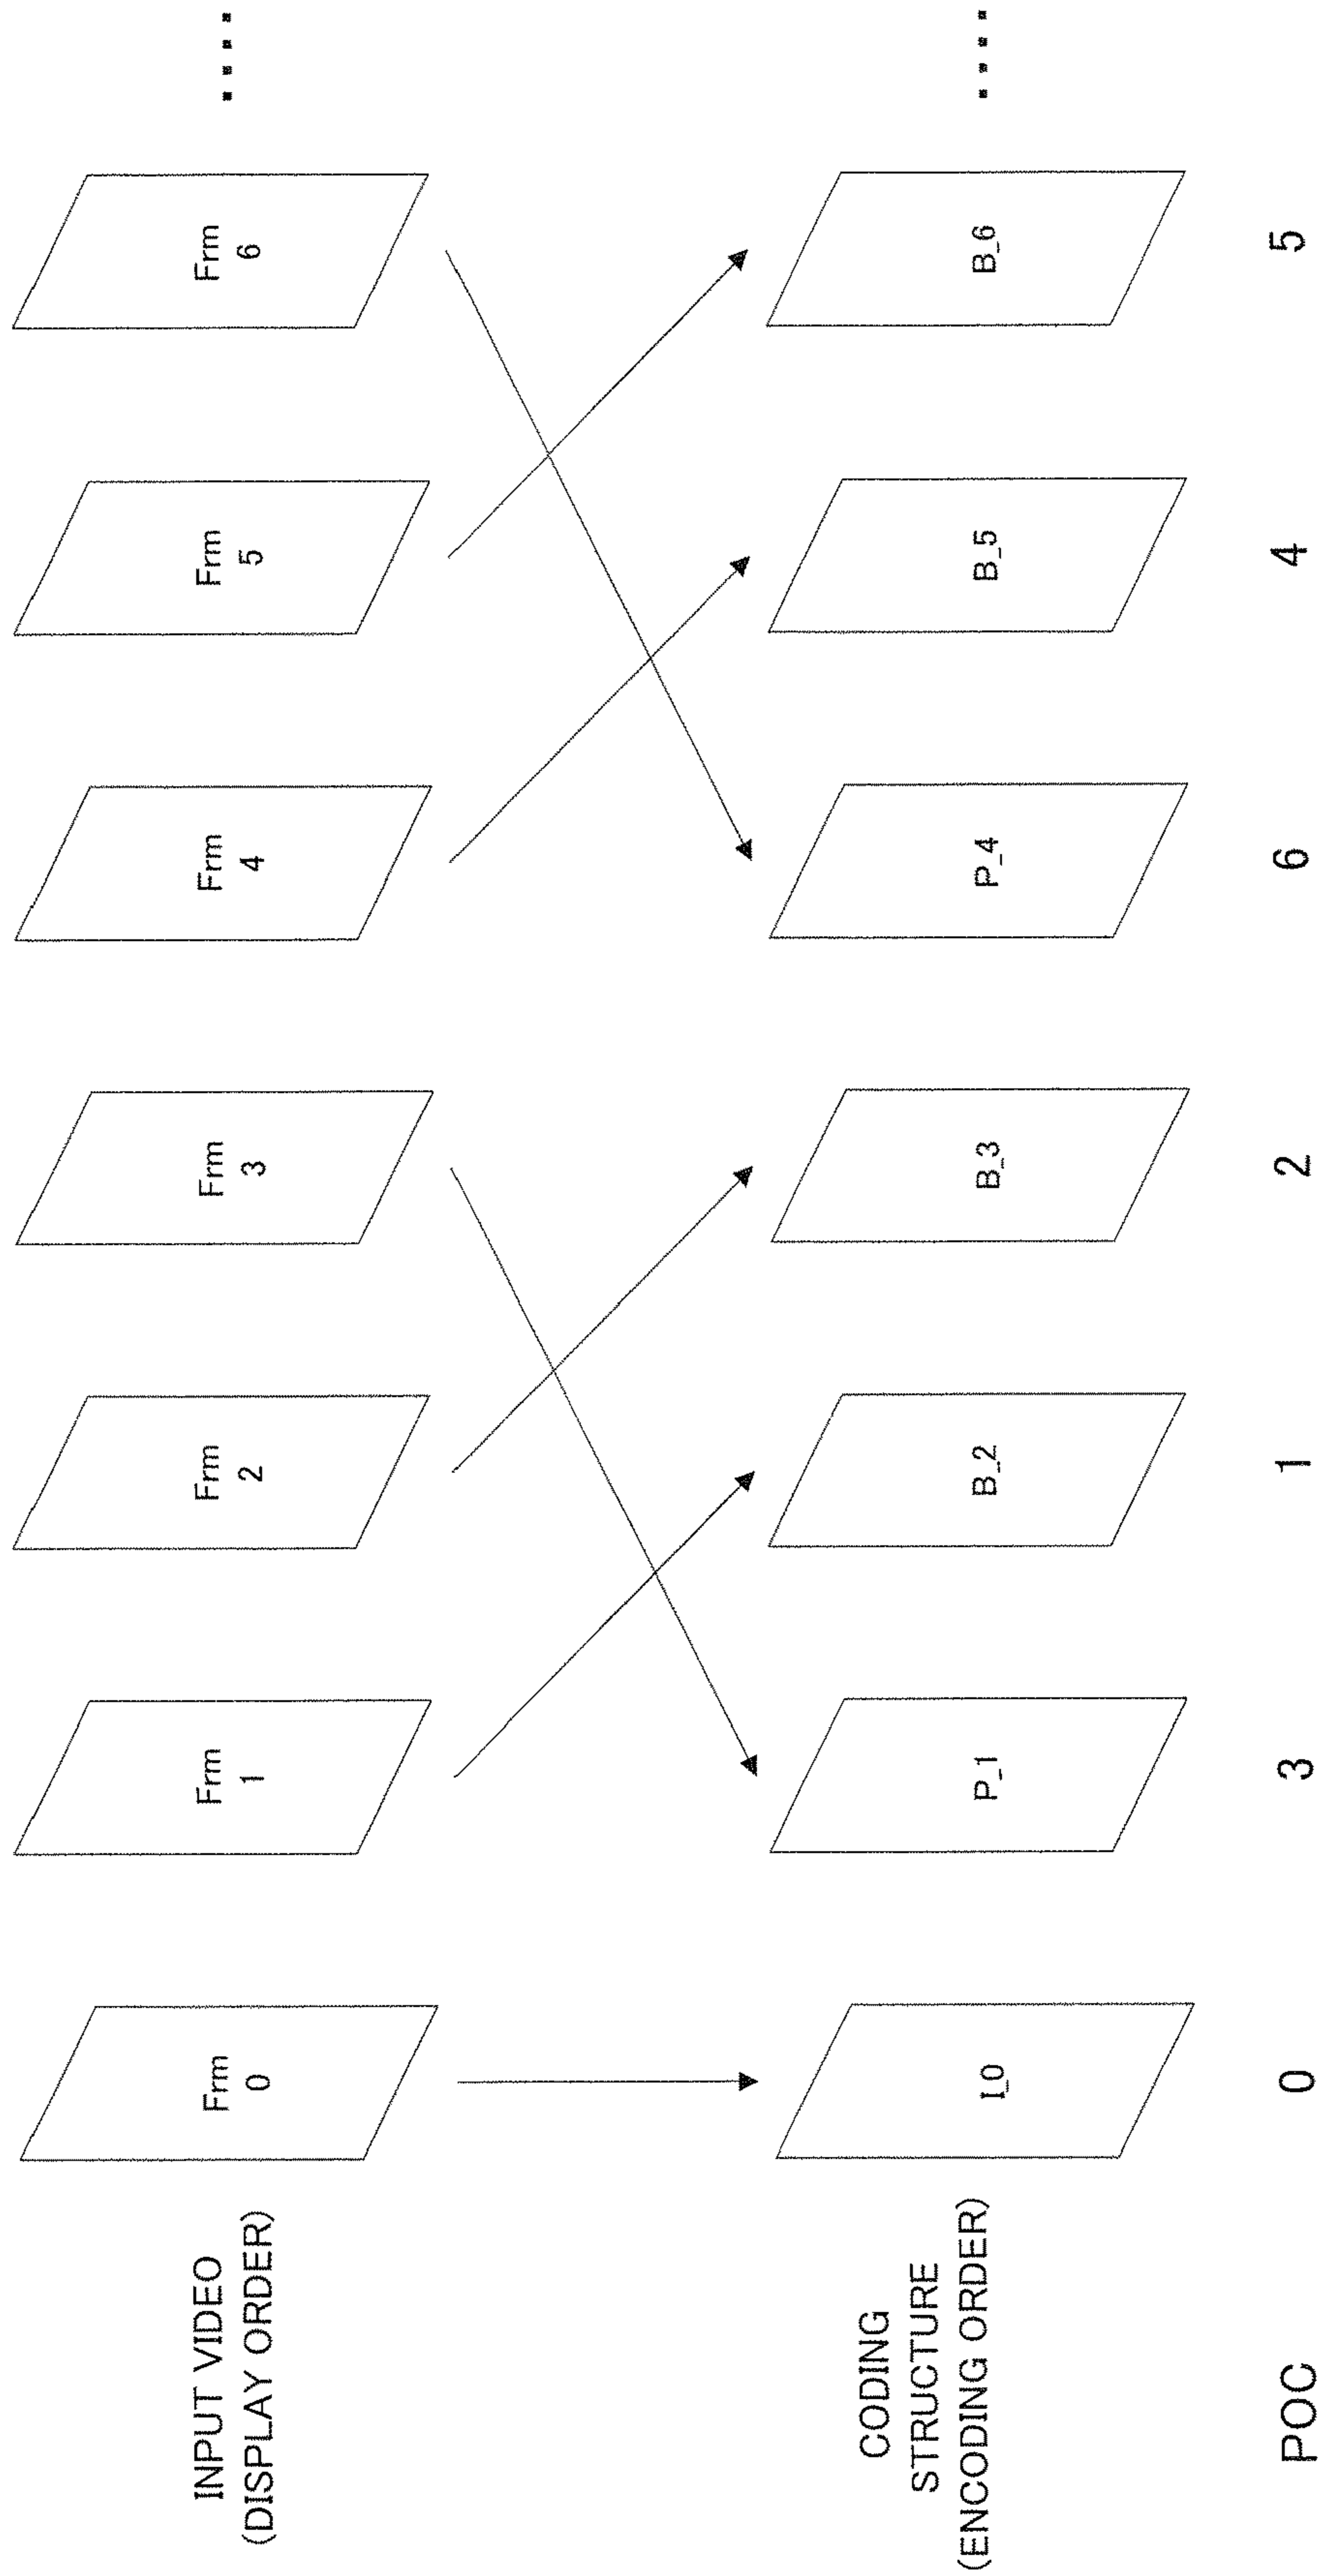 INPUT VIDEO
(DISPLAY ORDER)
Frm
0
Frm
1
Frm
2
Frm
3
Frm
4
Frm
5
Frm
6
CODING
STRUCTURE
(ENCODING ORDER)
I_0
P_1
B_2
B_3
P_4
B_5
B_6
POC
0
3
1
2
6
4
5